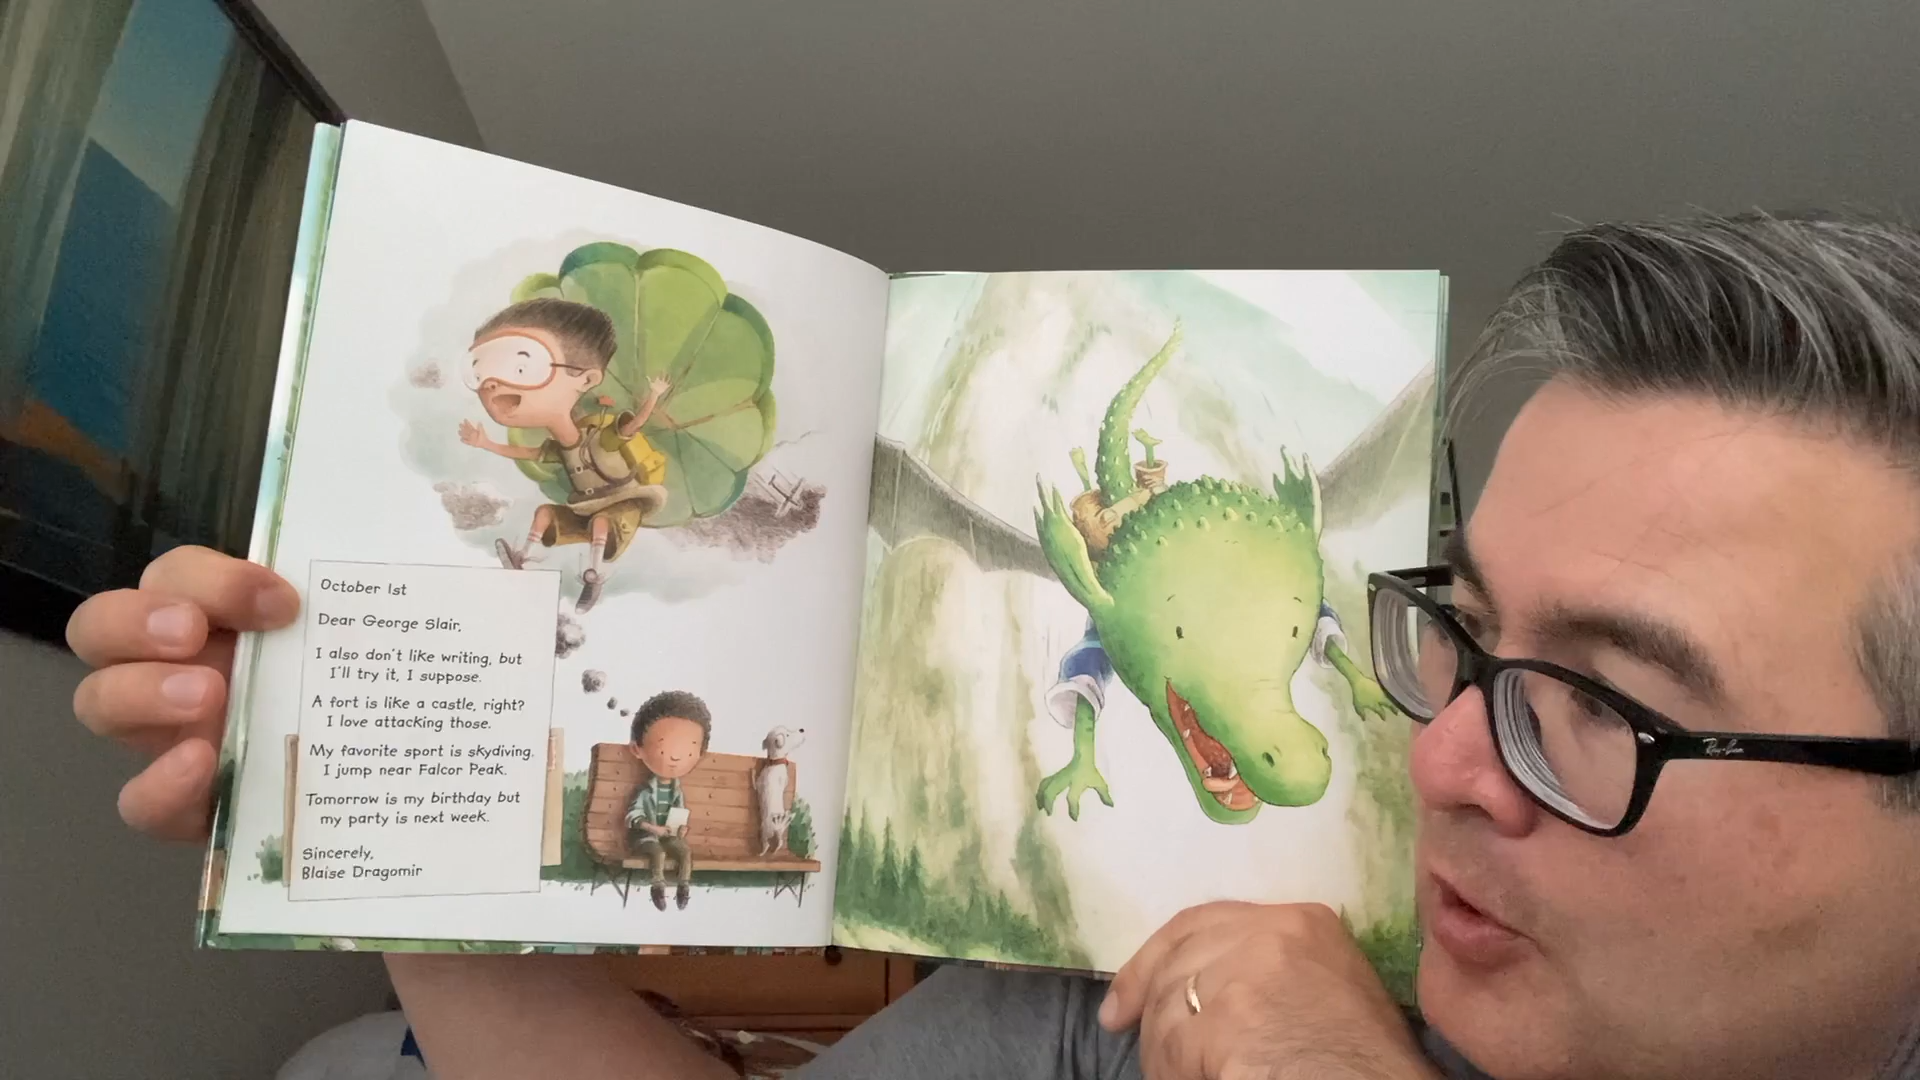 October 1st
Dear George Slair,
I also don't like writing, but
I'll try it, I suppose.
A fort is like a castle, right?
I love attacking those.
My favorite sport is skydiving.
I jump near Falcor Peak.
Tomorrow is my birthday but
my party is next week.
Sincerely,
Blaise Dragomir
Ray-Ban